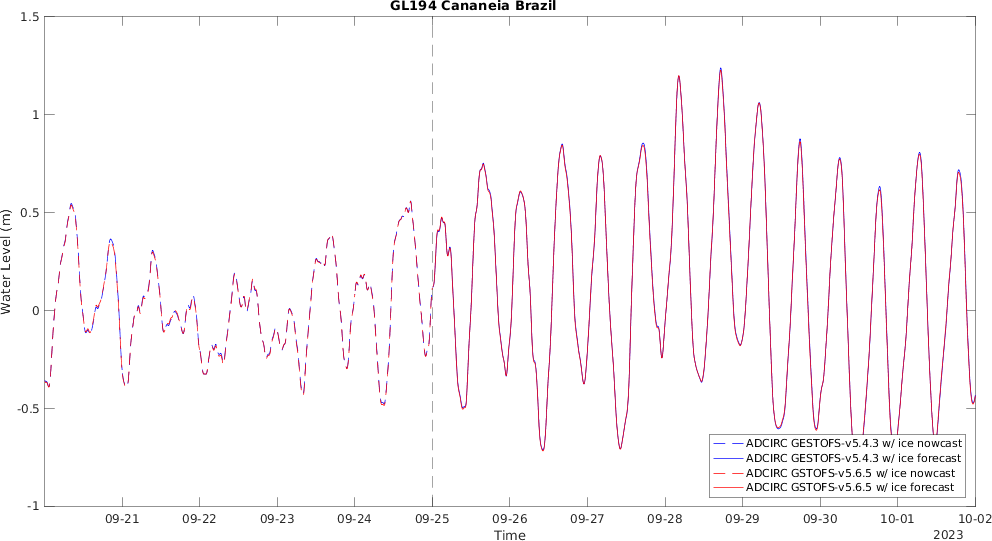 GL194 Cananeia Brazil
1.5
1
0.5
0
-0.5
-1
Water Level (m)
ADCIRC GESTOFS-v5.4.3 w/ ice nowcast
ADCIRC GESTOFS-v5.4.3 w/ ice forecast
ADCIRC GSTOFS-v5.6.5 w/ ice nowcast
ADCIRC GSTOFS-v5.6.5 w/ ice forecast
09-21 09-22 09-23 09-24 09-25 09-26 09-27 09-28 09-29 09-30 10-01 10-02
Time
2023